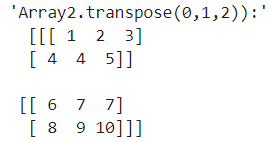 'Array2.transpose(0,1,2)):'
[[[ 1 2 3]
[ 4 4 5]]
[[ 6 7 7]
[ 8 9 10]]]